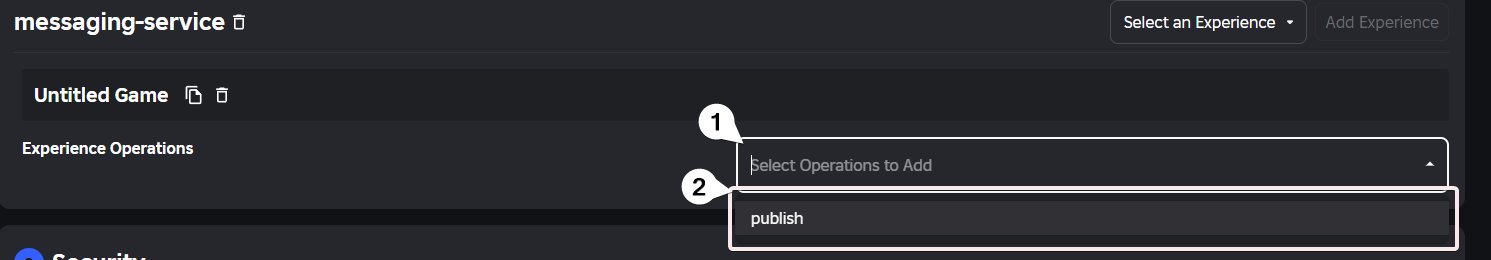 messaging-service
Select an Experience
Add Experience
Untitled Game
1
Experience Operations
Select Operations to Add
2
publish
Security